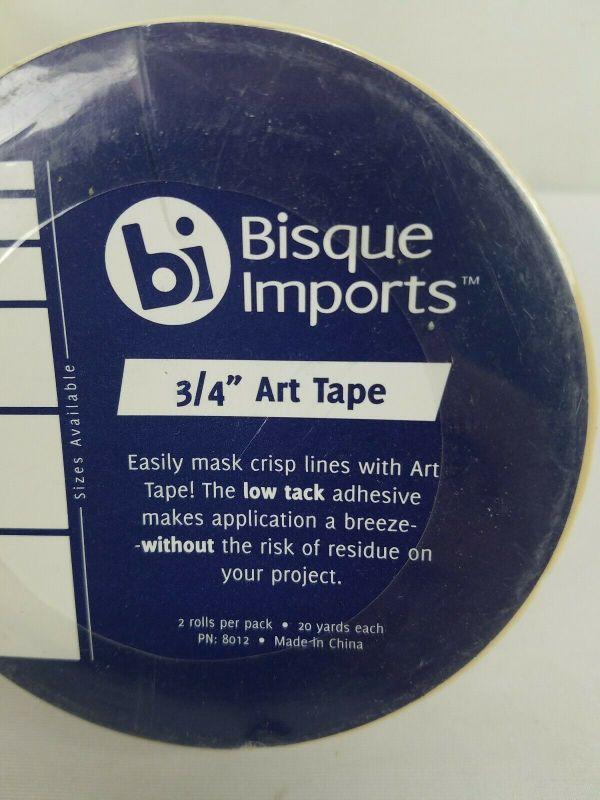 bi
Bisque
Imports™
3/4” Art Tape
Easily mask crisp lines with Art
Tape! The low tack adhesive
makes application a breeze-
-without the risk of residue on
your project.
2 rolls per pack • 20 yards each
PN: 8012 • Made in China
Sizes Available